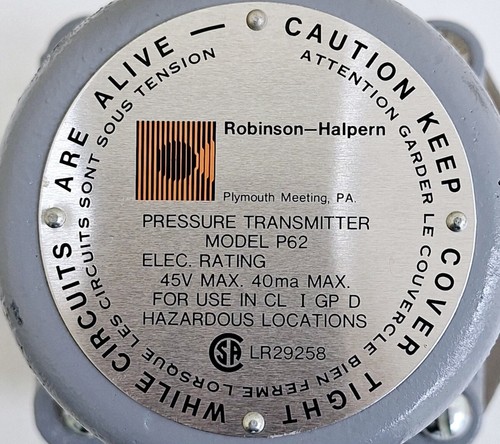 CAUTION KEEP COVER TIGHT WHILE CIRCUITS ARE ALIVE —
ATTENTION GARDER LE COUVERCLE BIEN FERME LORSQUE LES CIRCUITS SONT SOUS TENSION
Robinson—Halpern
Plymouth Meeting, PA.
PRESSURE TRANSMITTER
MODEL P62
ELEC. RATING
45V MAX. 40ma MAX.
FOR USE IN CL I GP D
HAZARDOUS LOCATIONS
CSA LR29258